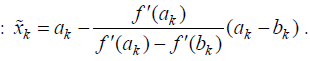 : x̃ₖ = aₖ − f′(aₖ) / (f′(aₖ) − f′(bₖ)) (aₖ − bₖ) .